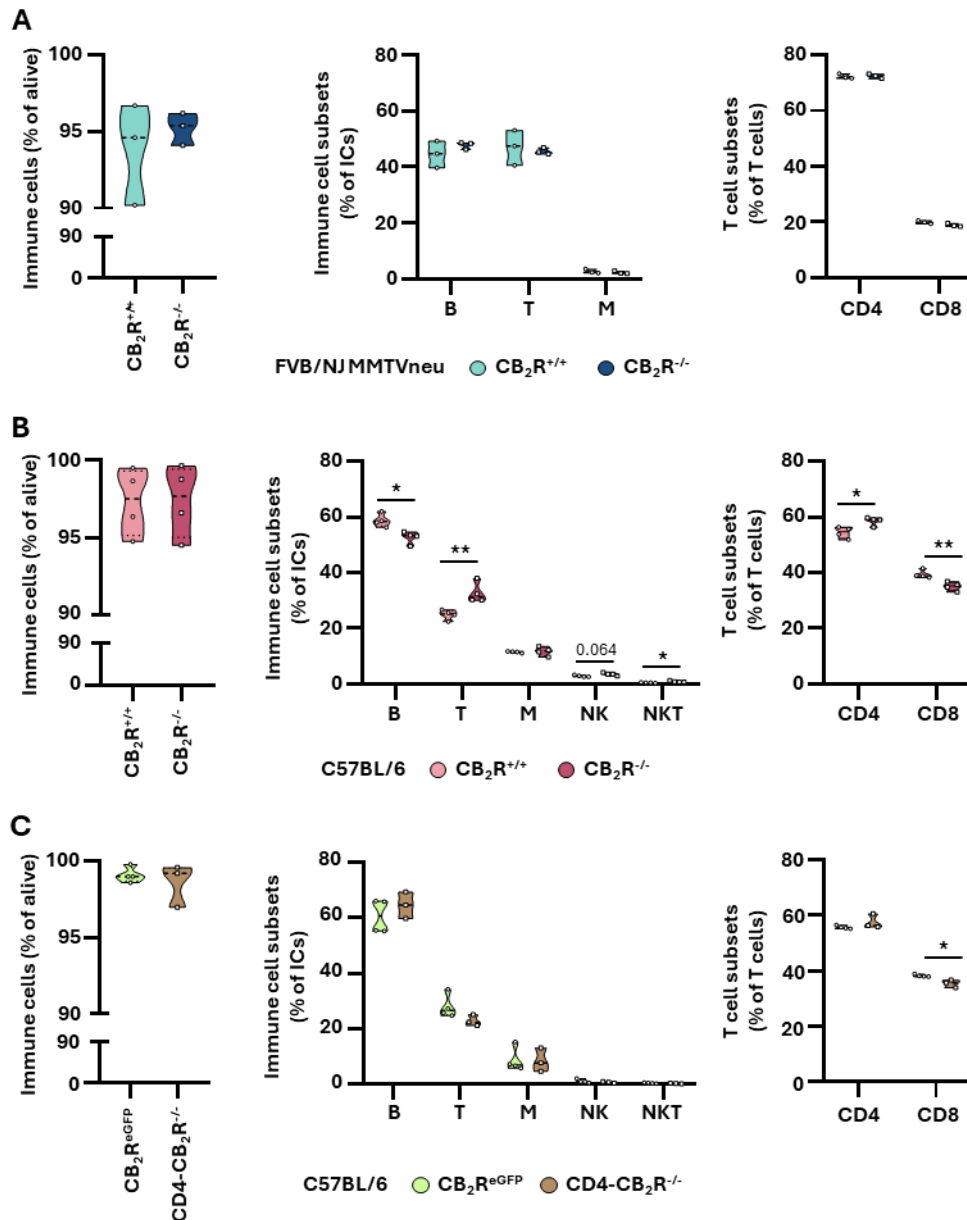 A
Immune cells (% of alive)
100
95
90
90
0
CB₂R⁺/⁺
CB₂R⁻/⁻
Immune cell subsets
(% of ICs)
80
60
40
20
0
B T M
T cell subsets
(% of T cells)
80
60
40
20
0
CD4 CD8
FVB/NJ MMTVneu CB₂R⁺/⁺ CB₂R⁻/⁻
B
Immune cells (% of alive)
100
95
90
90
0
CB₂R⁺/⁺
CB₂R⁻/⁻
Immune cell subsets
(% of ICs)
80
60
40
20
0
*
**
0.064
*
B T M NK NKT
T cell subsets
(% of T cells)
80
60
40
20
0
*
**
CD4 CD8
C57BL/6 CB₂R⁺/⁺ CB₂R⁻/⁻
C
Immune cells (% of alive)
100
95
90
90
0
CB₂Rᵉᴳᶠᴾ
CD4-CB₂R⁻/⁻
Immune cell subsets
(% of ICs)
80
60
40
20
0
B T M NK NKT
T cell subsets
(% of T cells)
80
60
40
20
0
*
CD4 CD8
C57BL/6 CB₂Rᵉᴳᶠᴾ CD4-CB₂R⁻/⁻